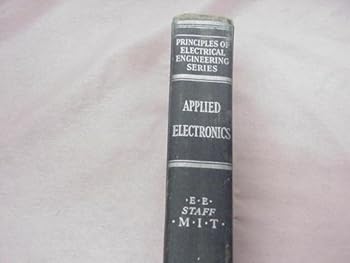 PRINCIPLES OF
ELECTRICAL
ENGINEERING
SERIES
APPLIED
ELECTRONICS
·E·E·
STAFF
·M·I·T·